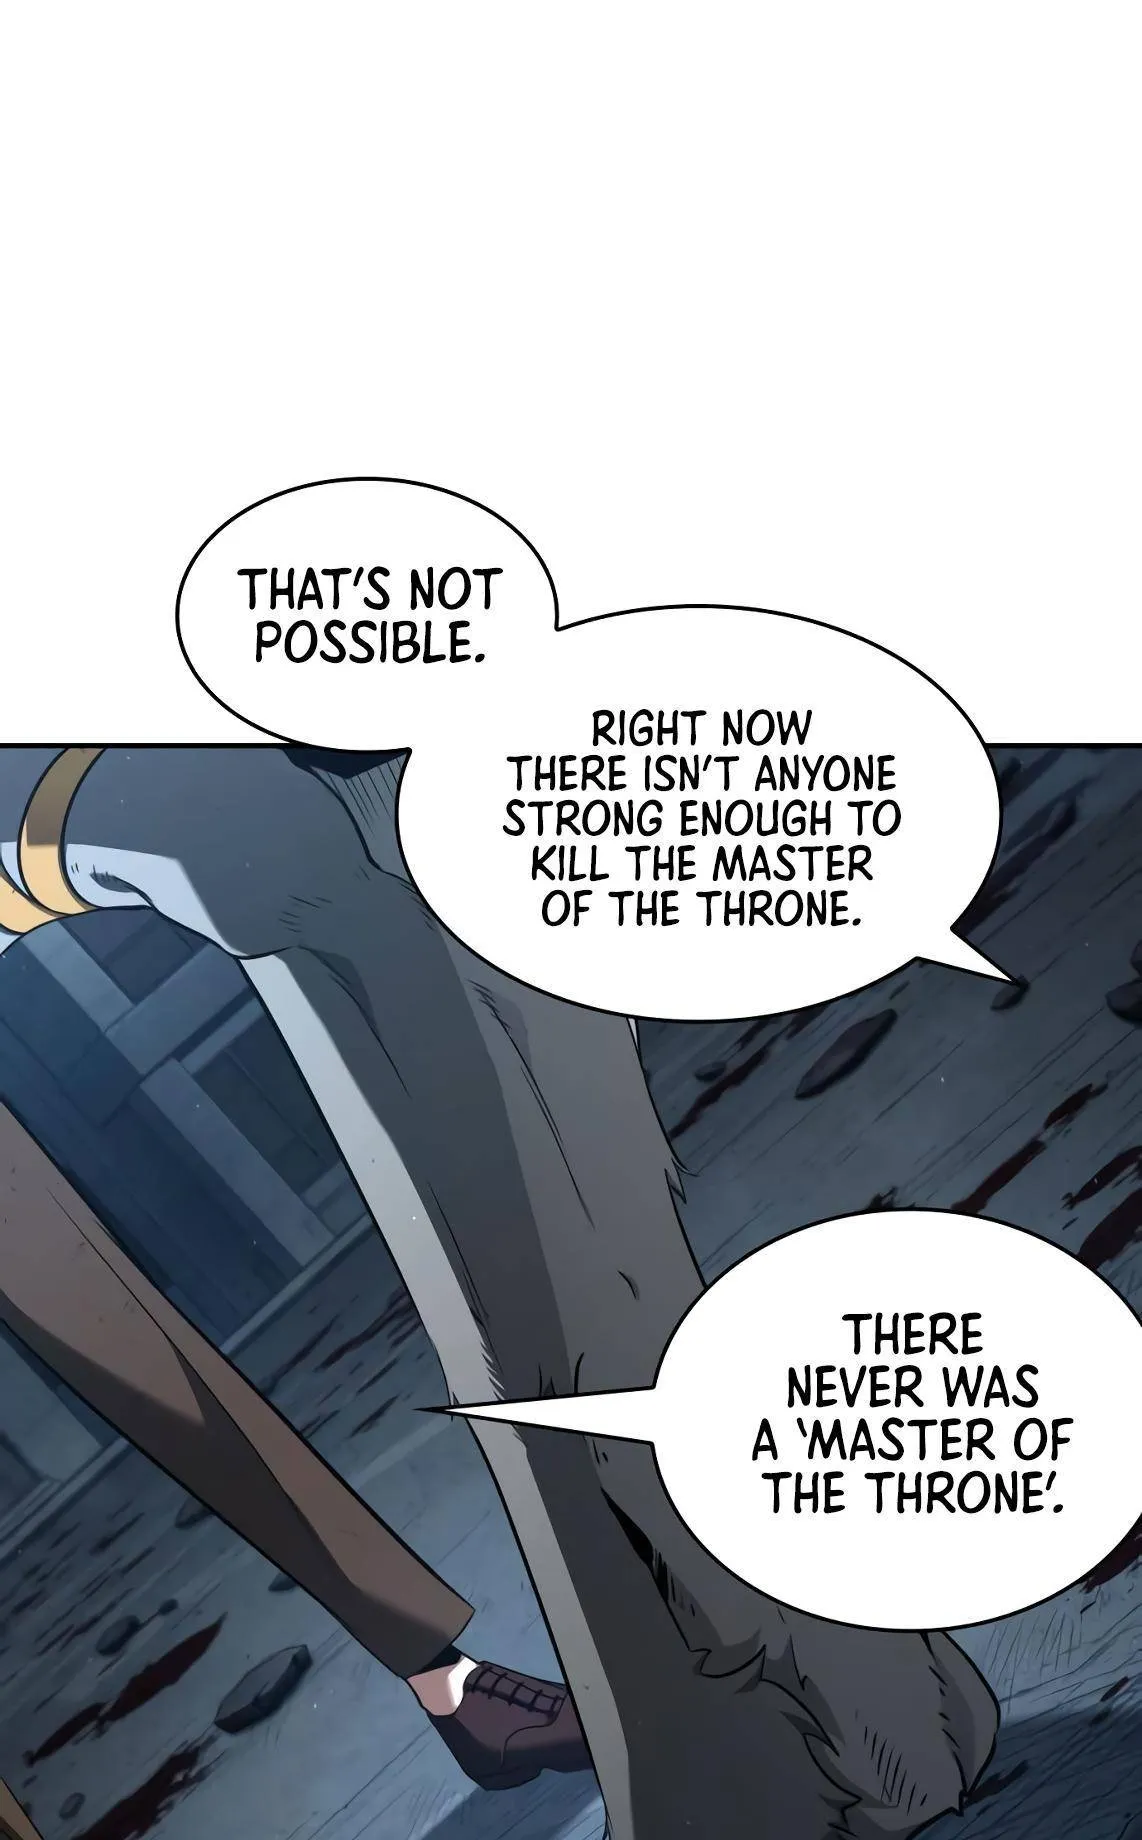 THAT'S NOT
POSSIBLE.
RIGHT NOW
THERE ISN'T ANYONE
STRONG ENOUGH TO
KILL THE MASTER
OF THE THRONE.
THERE
NEVER WAS
A 'MASTER OF
THE THRONE'.